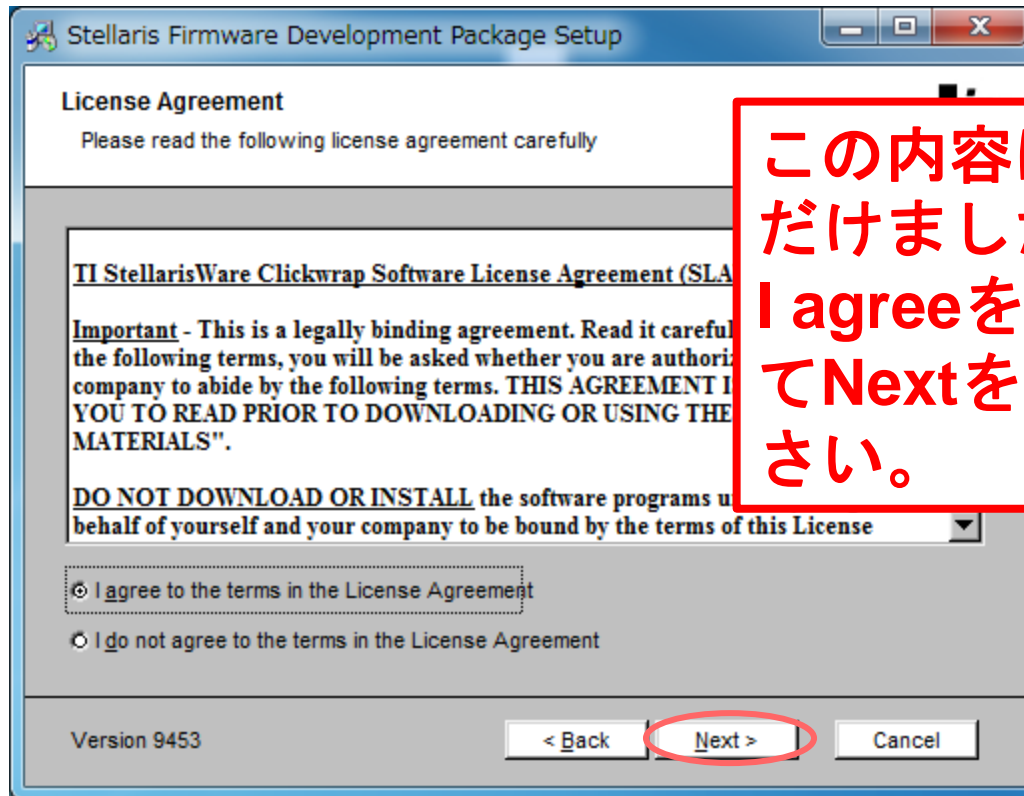 Stellaris Firmware Development Package Setup
License Agreement
Please read the following license agreement carefully
この内容
だけまし
I agreeを
てNextを
さい。
TI StellarisWare Clickwrap Software License Agreement (SLA
Important - This is a legally binding agreement. Read it
the following terms, you will be asked whether you are
company to abide by the following terms. THIS AGREEMENT
YOU TO READ PRIOR TO DOWNLOADING OR USING THE
MATERIALS".
DO NOT DOWNLOAD OR INSTALL the software programs
behalf of yourself and your company to be bound by the terms of this License
I agree to the terms in the License Agreement
I do not agree to the terms in the License Agreement
Version 9453
< Back
Next >
Cancel